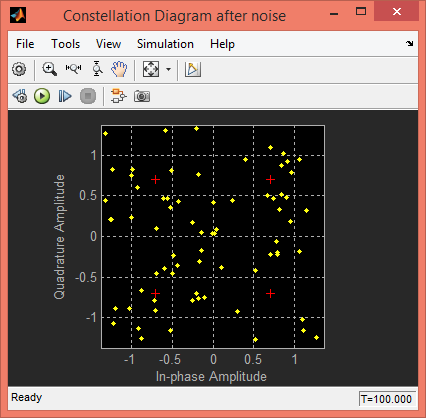 Constellation Diagram after noise
File Tools View Simulation Help
Quadrature Amplitude
1
0.5
0
-0.5
-1
-1 -0.5 0 0.5 1
In-phase Amplitude
Ready T=100.000